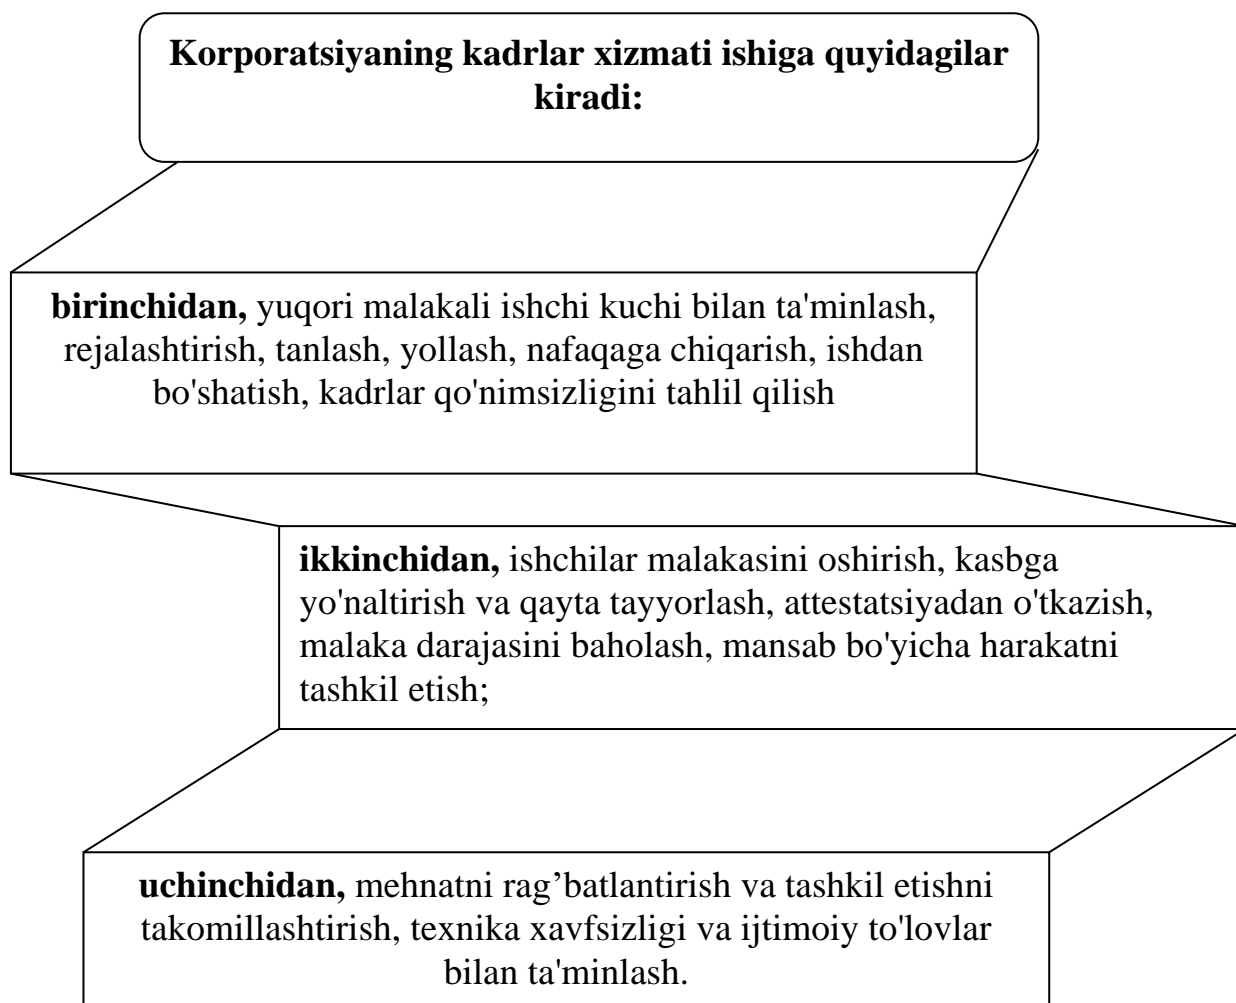 Korporatsiyaning kadrlar xizmati ishiga quyidagilar
kiradi:
birinchidan, yuqori malakali ishchi kuchi bilan ta'minlash,
rejalashtirish, tanlash, yollash, nafaqaga chiqarish, ishdan
bo'shatish, kadrlar qo'nimsizligini tahlil qilish
ikkinchidan, ishchilar malakasini oshirish, kasbga
yo'naltirish va qayta tayyorlash, attestatsiyadan o'tkazish,
malaka darajasini baholash, mansab bo'yicha harakatni
tashkil etish;
uchinchidan, mehnatni rag’batlantirish va tashkil etishni
takomillashtirish, texnika xavfsizligi va ijtimoiy to'lovlar
bilan ta'minlash.